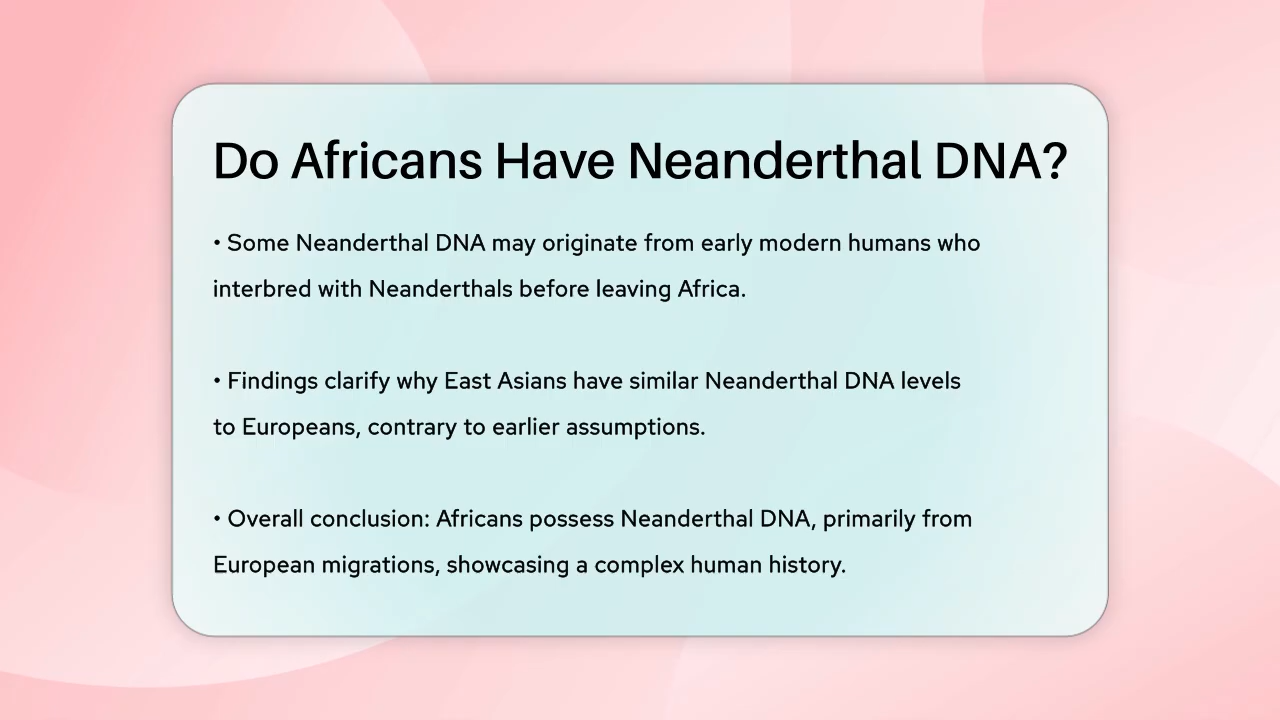 Do Africans Have Neanderthal DNA?
• Some Neanderthal DNA may originate from early modern humans who
interbred with Neanderthals before leaving Africa.
• Findings clarify why East Asians have similar Neanderthal DNA levels
to Europeans, contrary to earlier assumptions.
• Overall conclusion: Africans possess Neanderthal DNA, primarily from
European migrations, showcasing a complex human history.